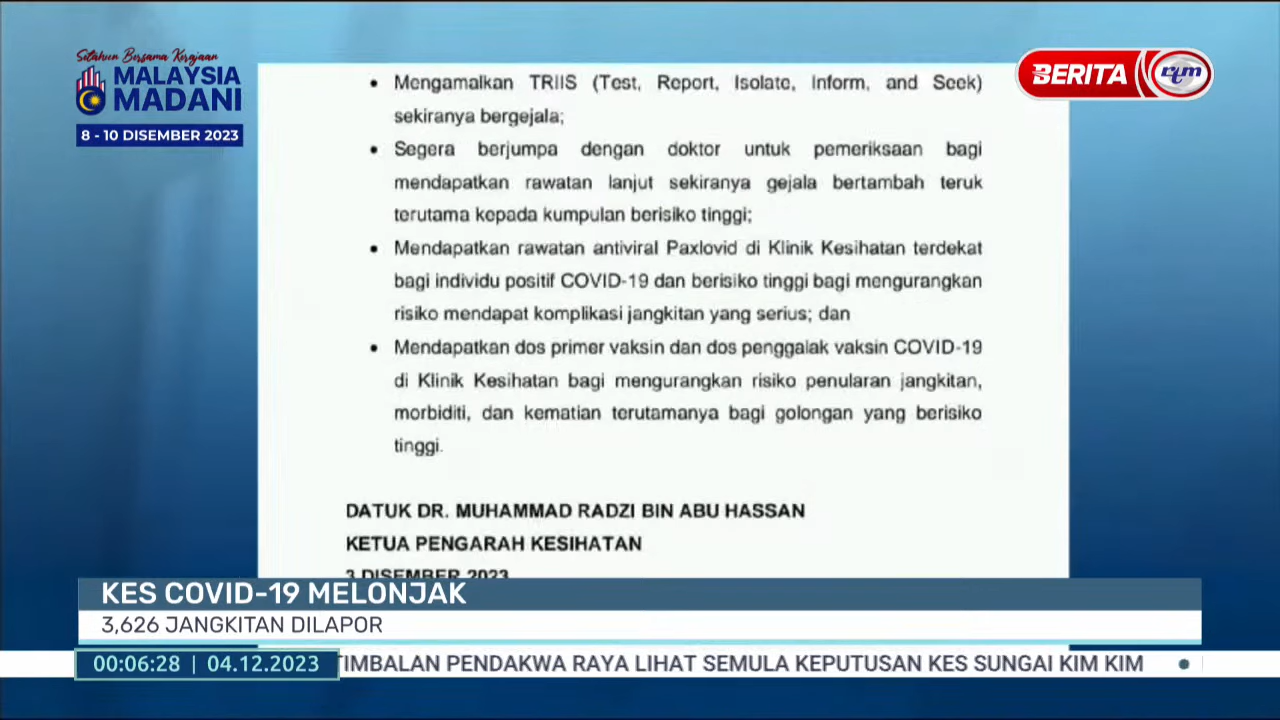 Setahun Bersama Kerajaan
MALAYSIA
MADANI
8 - 10 DISEMBER 2023
BERITA rtm
• Mengamalkan TRIIS (Test, Report, Isolate, Inform, and Seek)
sekiranya bergejala;
• Segera berjumpa dengan doktor untuk pemeriksaan bagi
mendapatkan rawatan lanjut sekiranya gejala bertambah teruk
terutama kepada kumpulan berisiko tinggi;
• Mendapatkan rawatan antiviral Paxlovid di Klinik Kesihatan terdekat
bagi individu positif COVID-19 dan berisiko tinggi bagi mengurangkan
risiko mendapat komplikasi jangkitan yang serius; dan
• Mendapatkan dos primer vaksin dan dos penggalak vaksin COVID-19
di Klinik Kesihatan bagi mengurangkan risiko penularan jangkitan,
morbiditi, dan kematian terutamanya bagi golongan yang berisiko
tinggi.
DATUK DR. MUHAMMAD RADZI BIN ABU HASSAN
KETUA PENGARAH KESIHATAN
3 DISEMBER 2023
KES COVID-19 MELONJAK
3,626 JANGKITAN DILAPOR
00:06:28 | 04.12.2023 TIMBALAN PENDAKWA RAYA LIHAT SEMULA KEPUTUSAN KES SUNGAI KIM KIM •